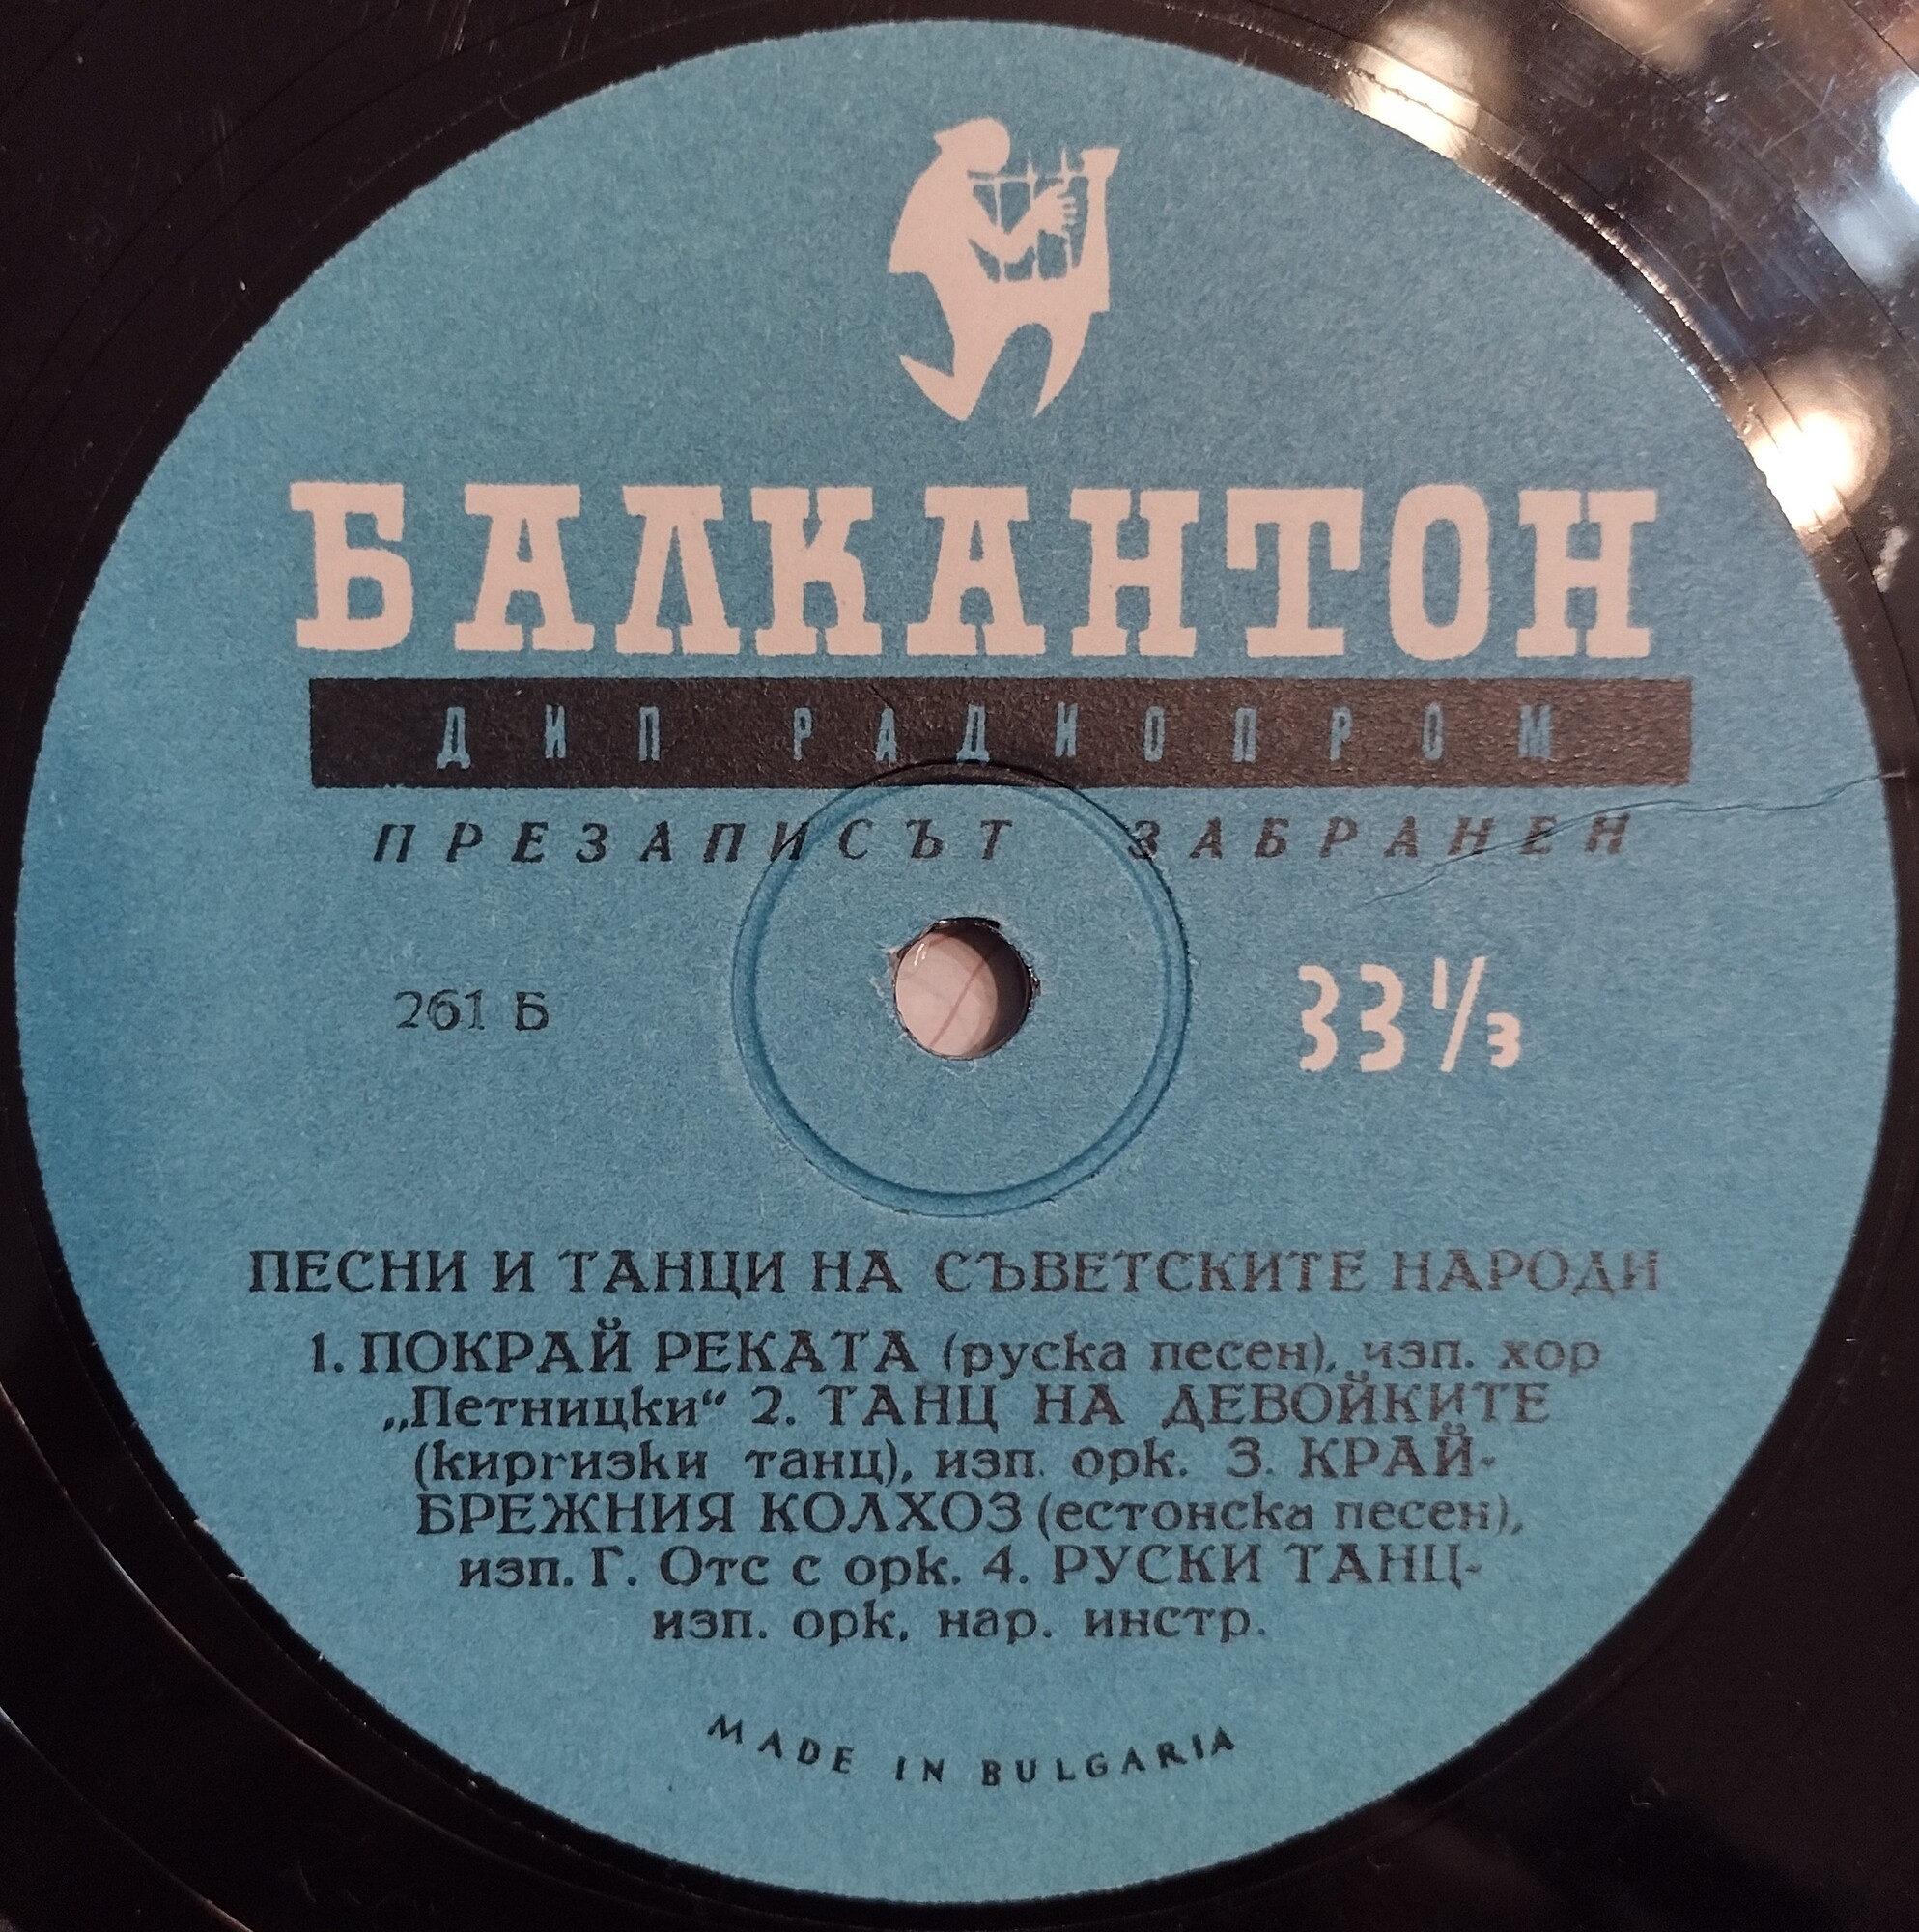 БАЛКАНТОН
ДИП РАДИОПРОМ
ПРЕЗАПИСЪТ ЗАБРАНЕН
261 Б
33 1/3
ПЕСНИ И ТАНЦИ НА СЪВЕТСКИТЕ НАРОДИ
1. ПОКРАЙ РЕКАТА (руска песен), изп. хор
„Петницки“ 2. ТАНЦ НА ДЕВОЙКИТЕ
(киргизки танц), изп. орк. 3. КРАЙ-
БРЕЖНИЯ КОЛХОЗ (естонска песен),
изп. Г. Отс с орк. 4. РУСКИ ТАНЦ-
изп. орк. нар. инстр.
MADE IN BULGARIA